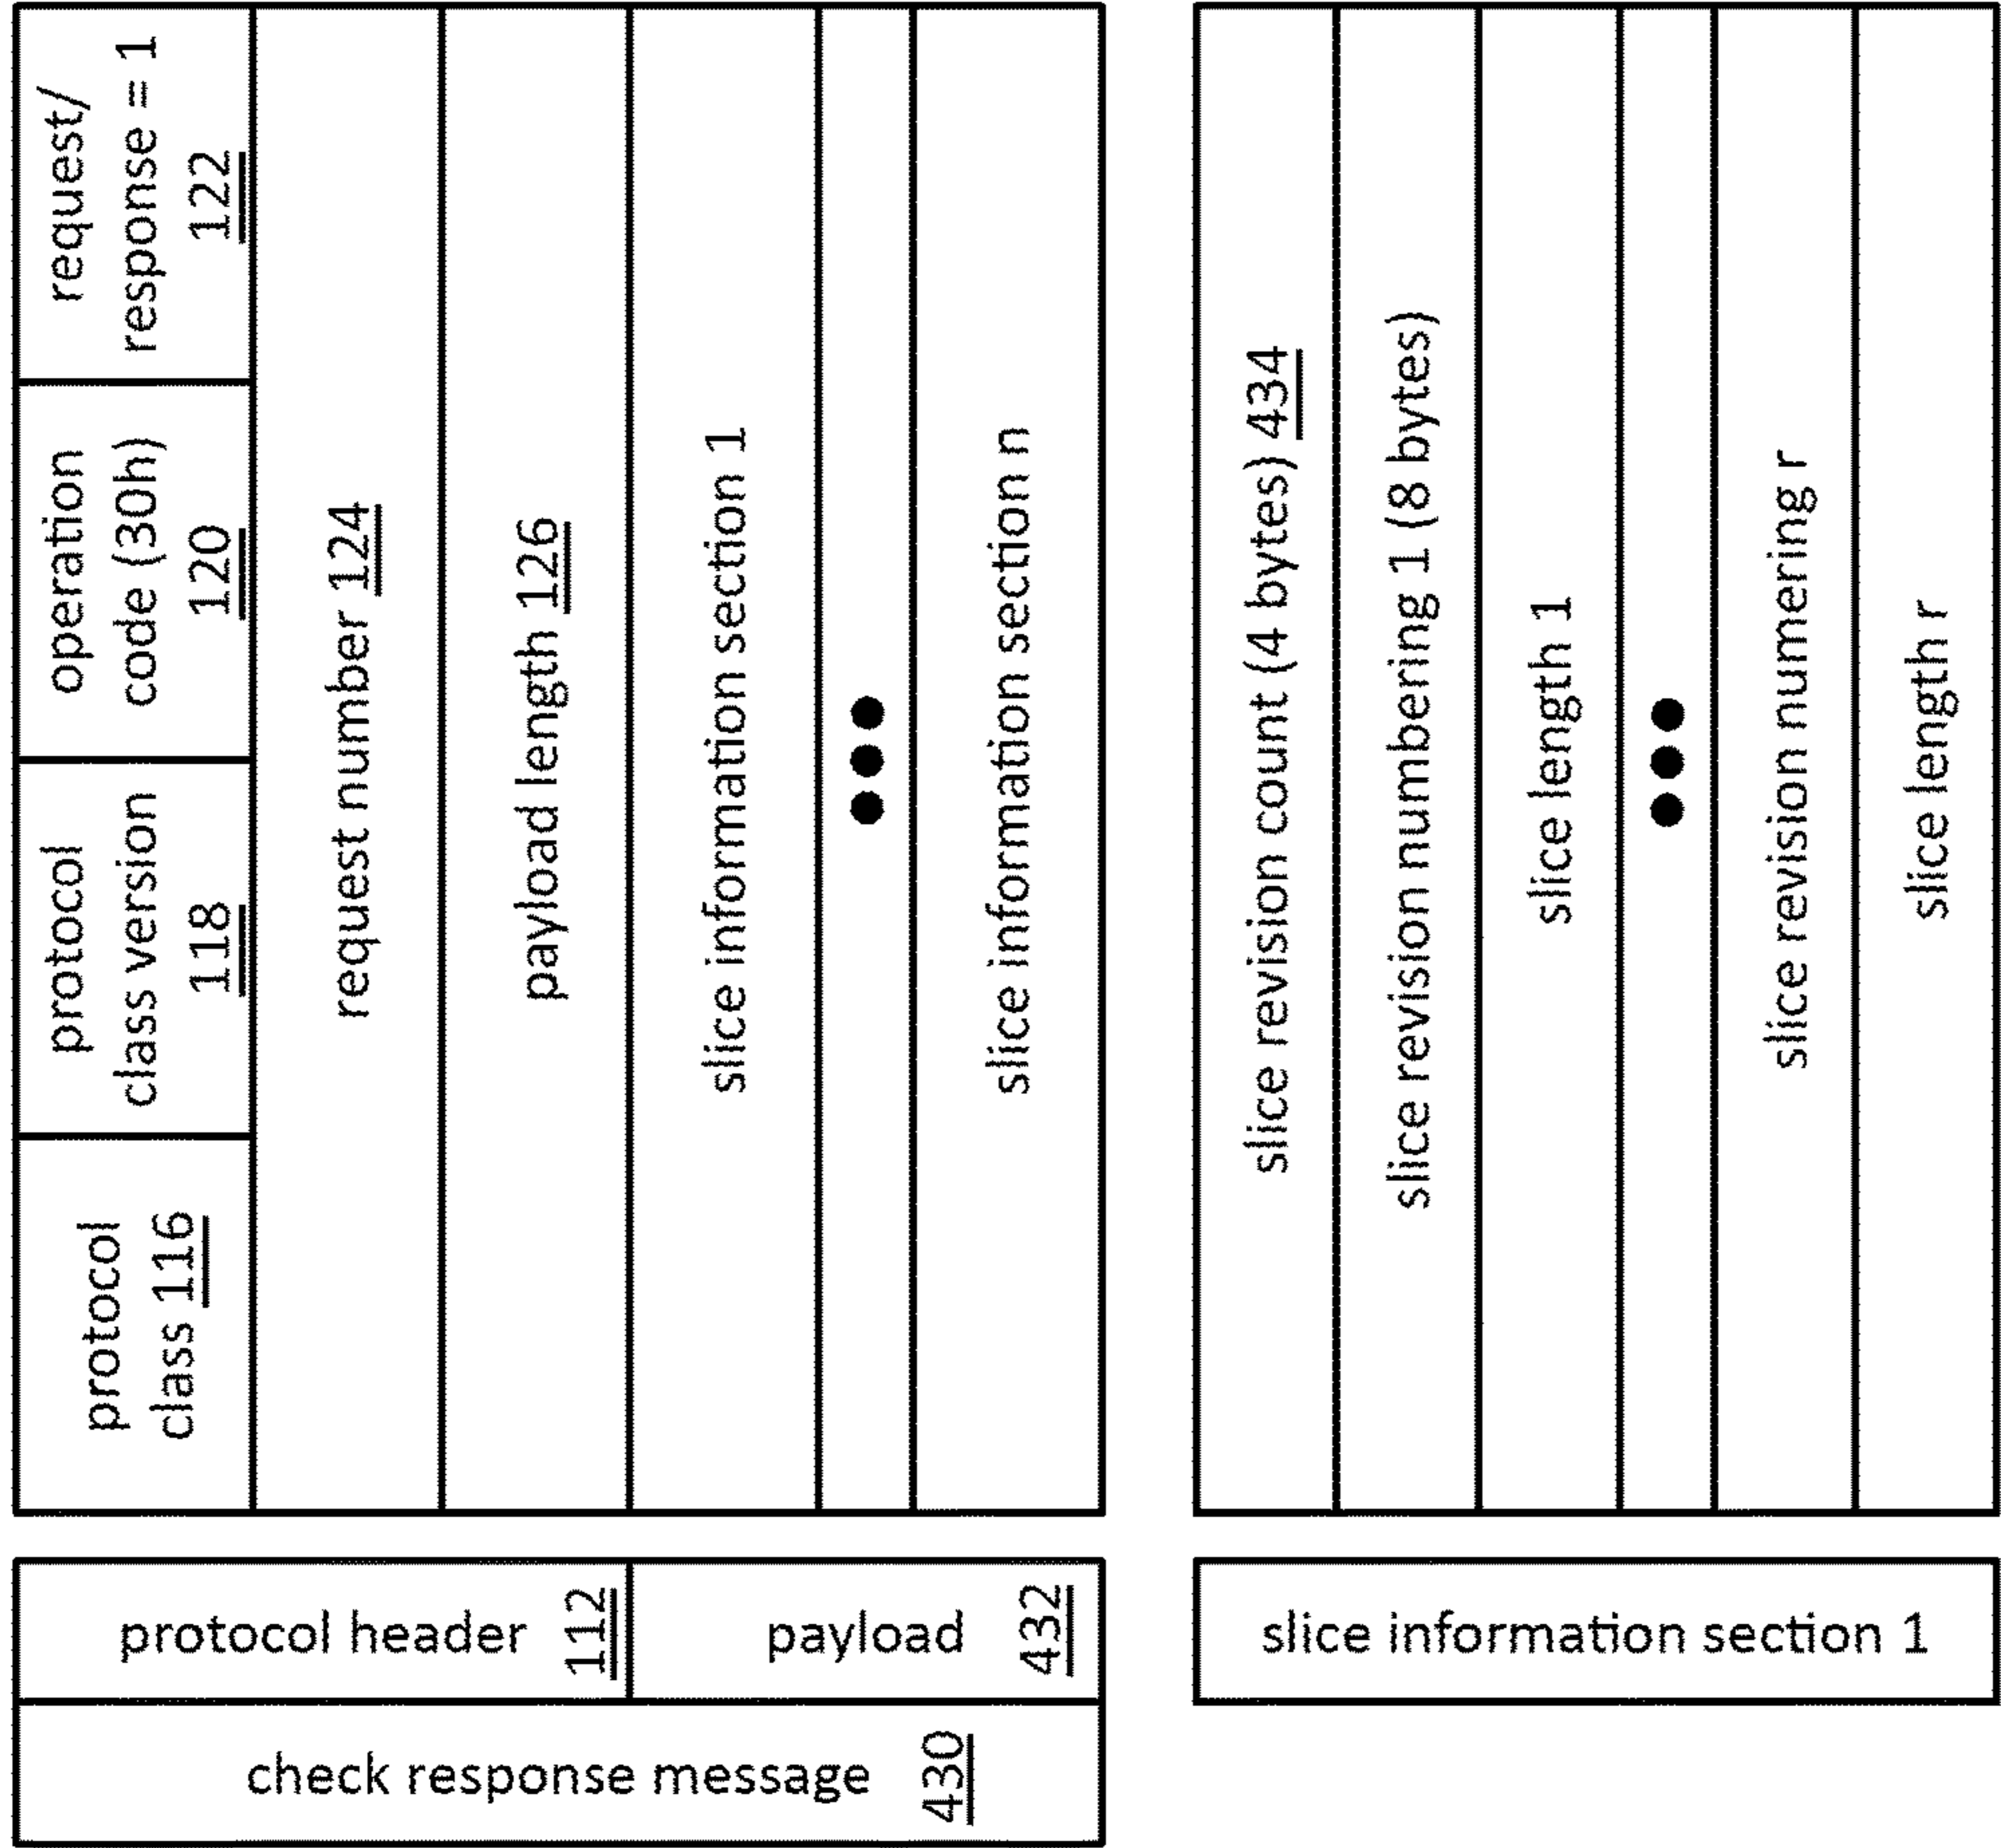 check response message
430
protocol header
112
payload
432
protocol
class 116
protocol
class version
118
operation
code (30h)
120
request/
response = 1
122
request number 124
payload length 126
slice information section 1
slice information section n
slice information section 1
slice revision count (4 bytes) 434
slice revision numbering 1 (8 bytes)
slice length 1
slice revision numering r
slice length r